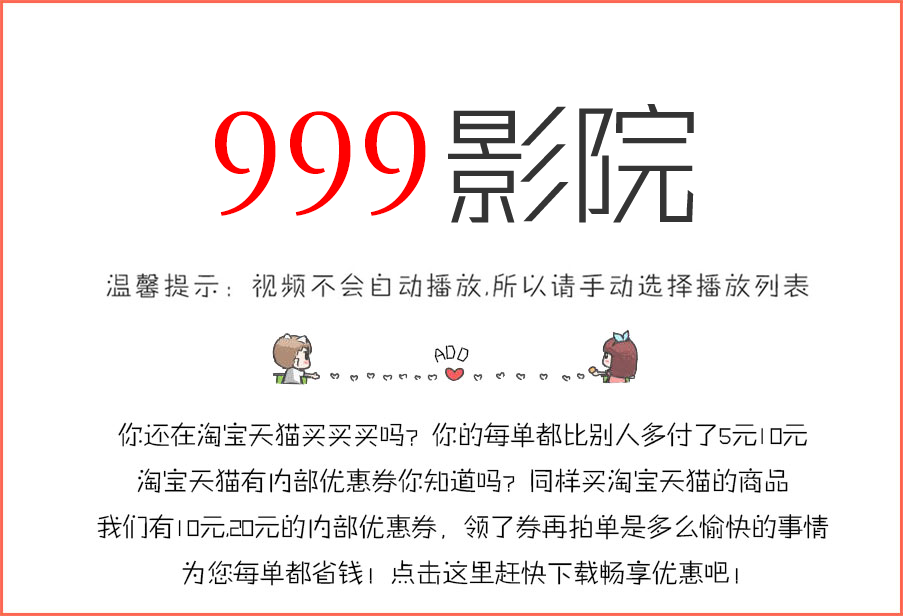 999影院
温馨提示：视频不会自动播放,所以请手动选择播放列表
ADD
你还在淘宝天猫买买买吗？你的每单都比别人多付了5元10元
淘宝天猫有内部优惠券你知道吗？同样买淘宝天猫的商品
我们有10元,20元的内部优惠券，领了券再拍单是多么愉快的事情
为您每单都省钱！点击这里赶快下载畅享优惠吧！